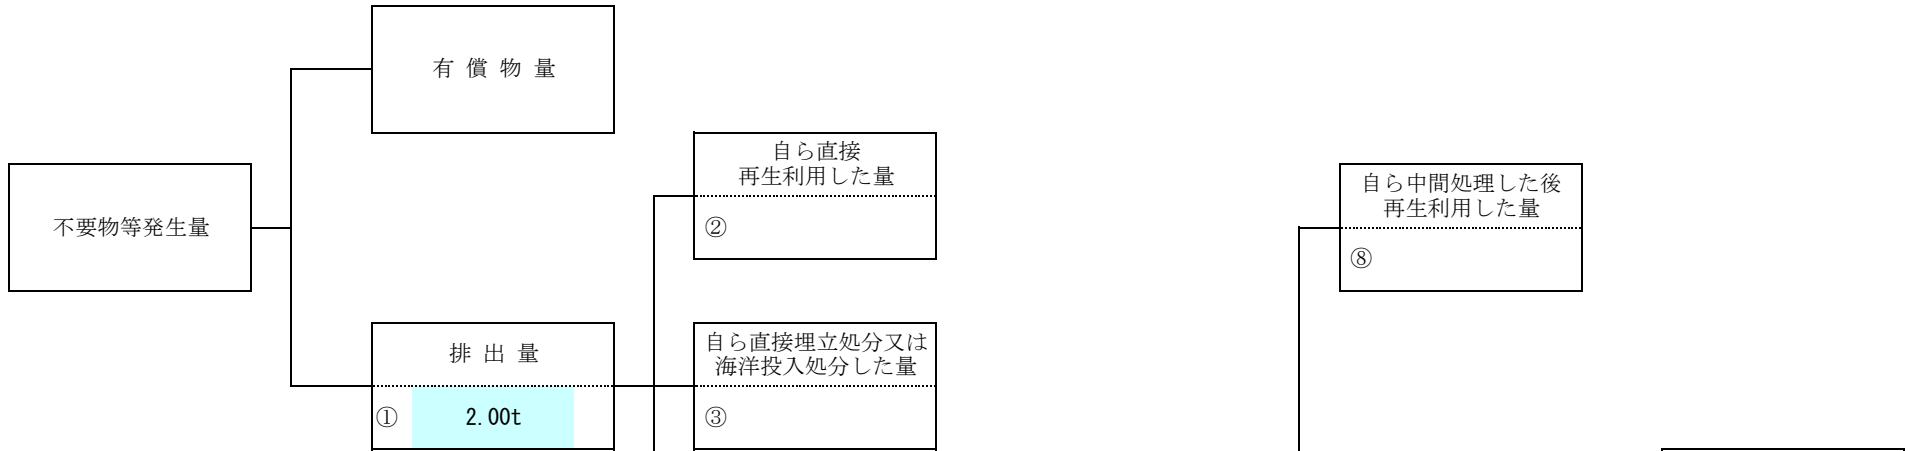 有 償 物 量
自ら直接
再生利用した量
②
不要物等発生量
自ら中間処理した後
再生利用した量
⑧
排 出 量
① 2.00t
自ら直接埋立処分又は
海洋投入処分した量
③